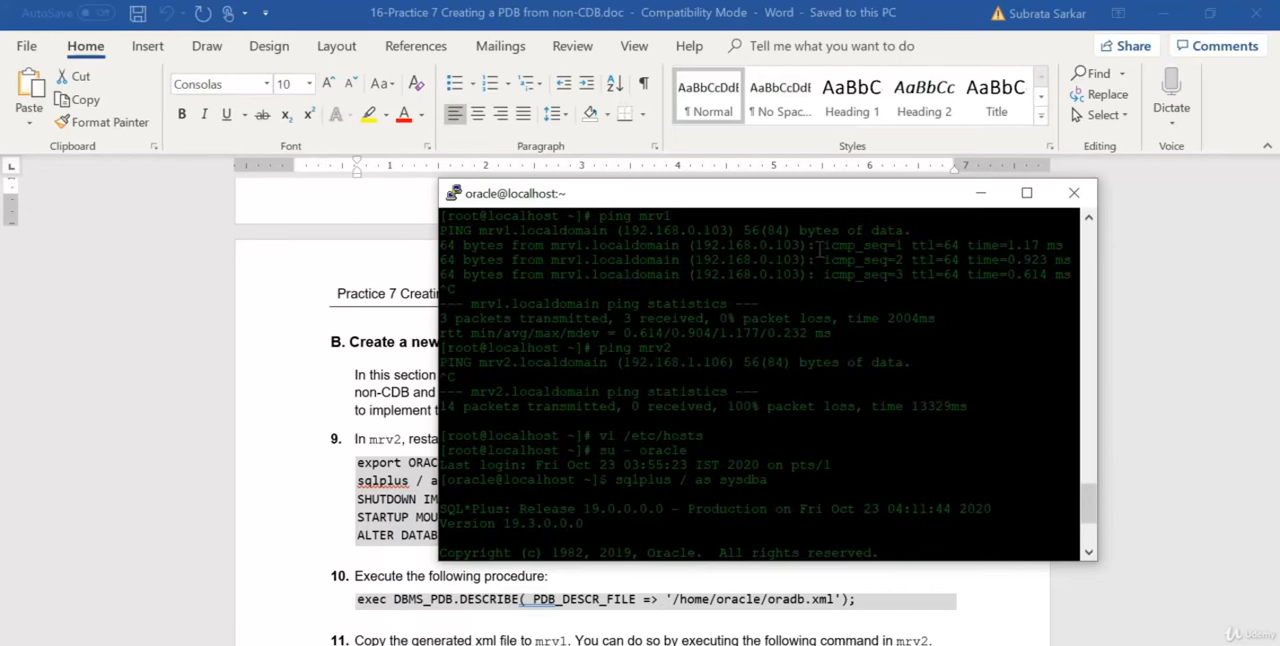 AutoSave Off 16-Practice 7 Creating a PDB from non-CDB.doc - Compatibility Mode - Word - Saved to this PC Subrata Sarkar
File Home Insert Draw Design Layout References Mailings Review View Help Tell me what you want to do Share Comments
Paste Cut Copy Format Painter
Consolas 10 Aa
B I U ab x₂ x² A A
AaBbCcDdE AaBbCcDdE AaBbC AaBbCc AaBbC
¶ Normal ¶ No Spac... Heading 1 Heading 2 Title
Find Replace Select Dictate
Clipboard Font Paragraph Styles Editing Voice
1 2 3 4 5 6 7
oracle@localhost:~
[root@localhost ~]# ping mrv1
PING mrv1.localdomain (192.168.0.103) 56(84) bytes of data.
64 bytes from mrv1.localdomain (192.168.0.103): icmp_seq=1 ttl=64 time=1.17 ms
64 bytes from mrv1.localdomain (192.168.0.103): icmp_seq=2 ttl=64 time=0.923 ms
64 bytes from mrv1.localdomain (192.168.0.103): icmp_seq=3 ttl=64 time=0.614 ms
^C
--- mrv1.localdomain ping statistics ---
3 packets transmitted, 3 received, 0% packet loss, time 2004ms
rtt min/avg/max/mdev = 0.614/0.904/1.177/0.232 ms
[root@localhost ~]# ping mrv2
PING mrv2.localdomain (192.168.1.106) 56(84) bytes of data.
^C
--- mrv2.localdomain ping statistics ---
14 packets transmitted, 0 received, 100% packet loss, time 13329ms
[root@localhost ~]# vi /etc/hosts
[root@localhost ~]# su - oracle
Last login: Fri Oct 23 03:55:23 IST 2020 on pts/1
[oracle@localhost ~]$ sqlplus / as sysdba
SQL*Plus: Release 19.0.0.0.0 - Production on Fri Oct 23 04:11:44 2020
Version 19.3.0.0.0
Copyright (c) 1982, 2019, Oracle. All rights reserved.
Practice 7 Creati
B. Create a new
In this section
non-CDB and
to implement t
9. In mrv2, resta
export ORAC
sqlplus / a
SHUTDOWN IM
STARTUP MOU
ALTER DATAB
10. Execute the following procedure:
exec DBMS_PDB.DESCRIBE( PDB_DESCR_FILE => '/home/oracle/oradb.xml');
11. Copy the generated xml file to mrv1. You can do so by executing the following command in mrv2.
Udemy